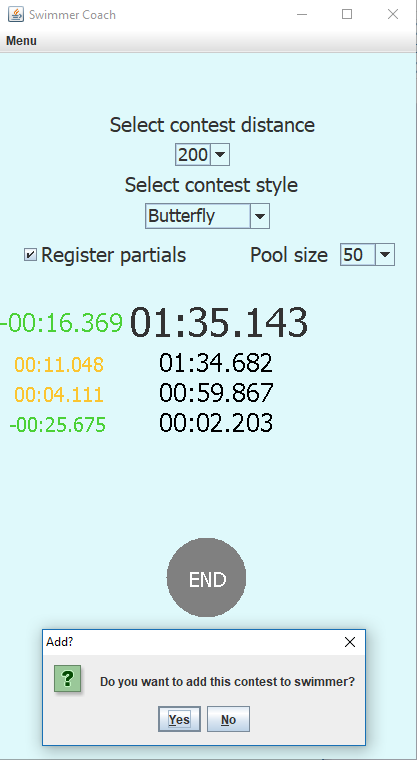 Swimmer Coach
Menu
Select contest distance
200
Select contest style
Butterfly
Register partials Pool size 50
-00:16.369 01:35.143
00:11.048 01:34.682
00:04.111 00:59.867
-00:25.675 00:02.203
END
Add?
? Do you want to add this contest to swimmer?
Yes No